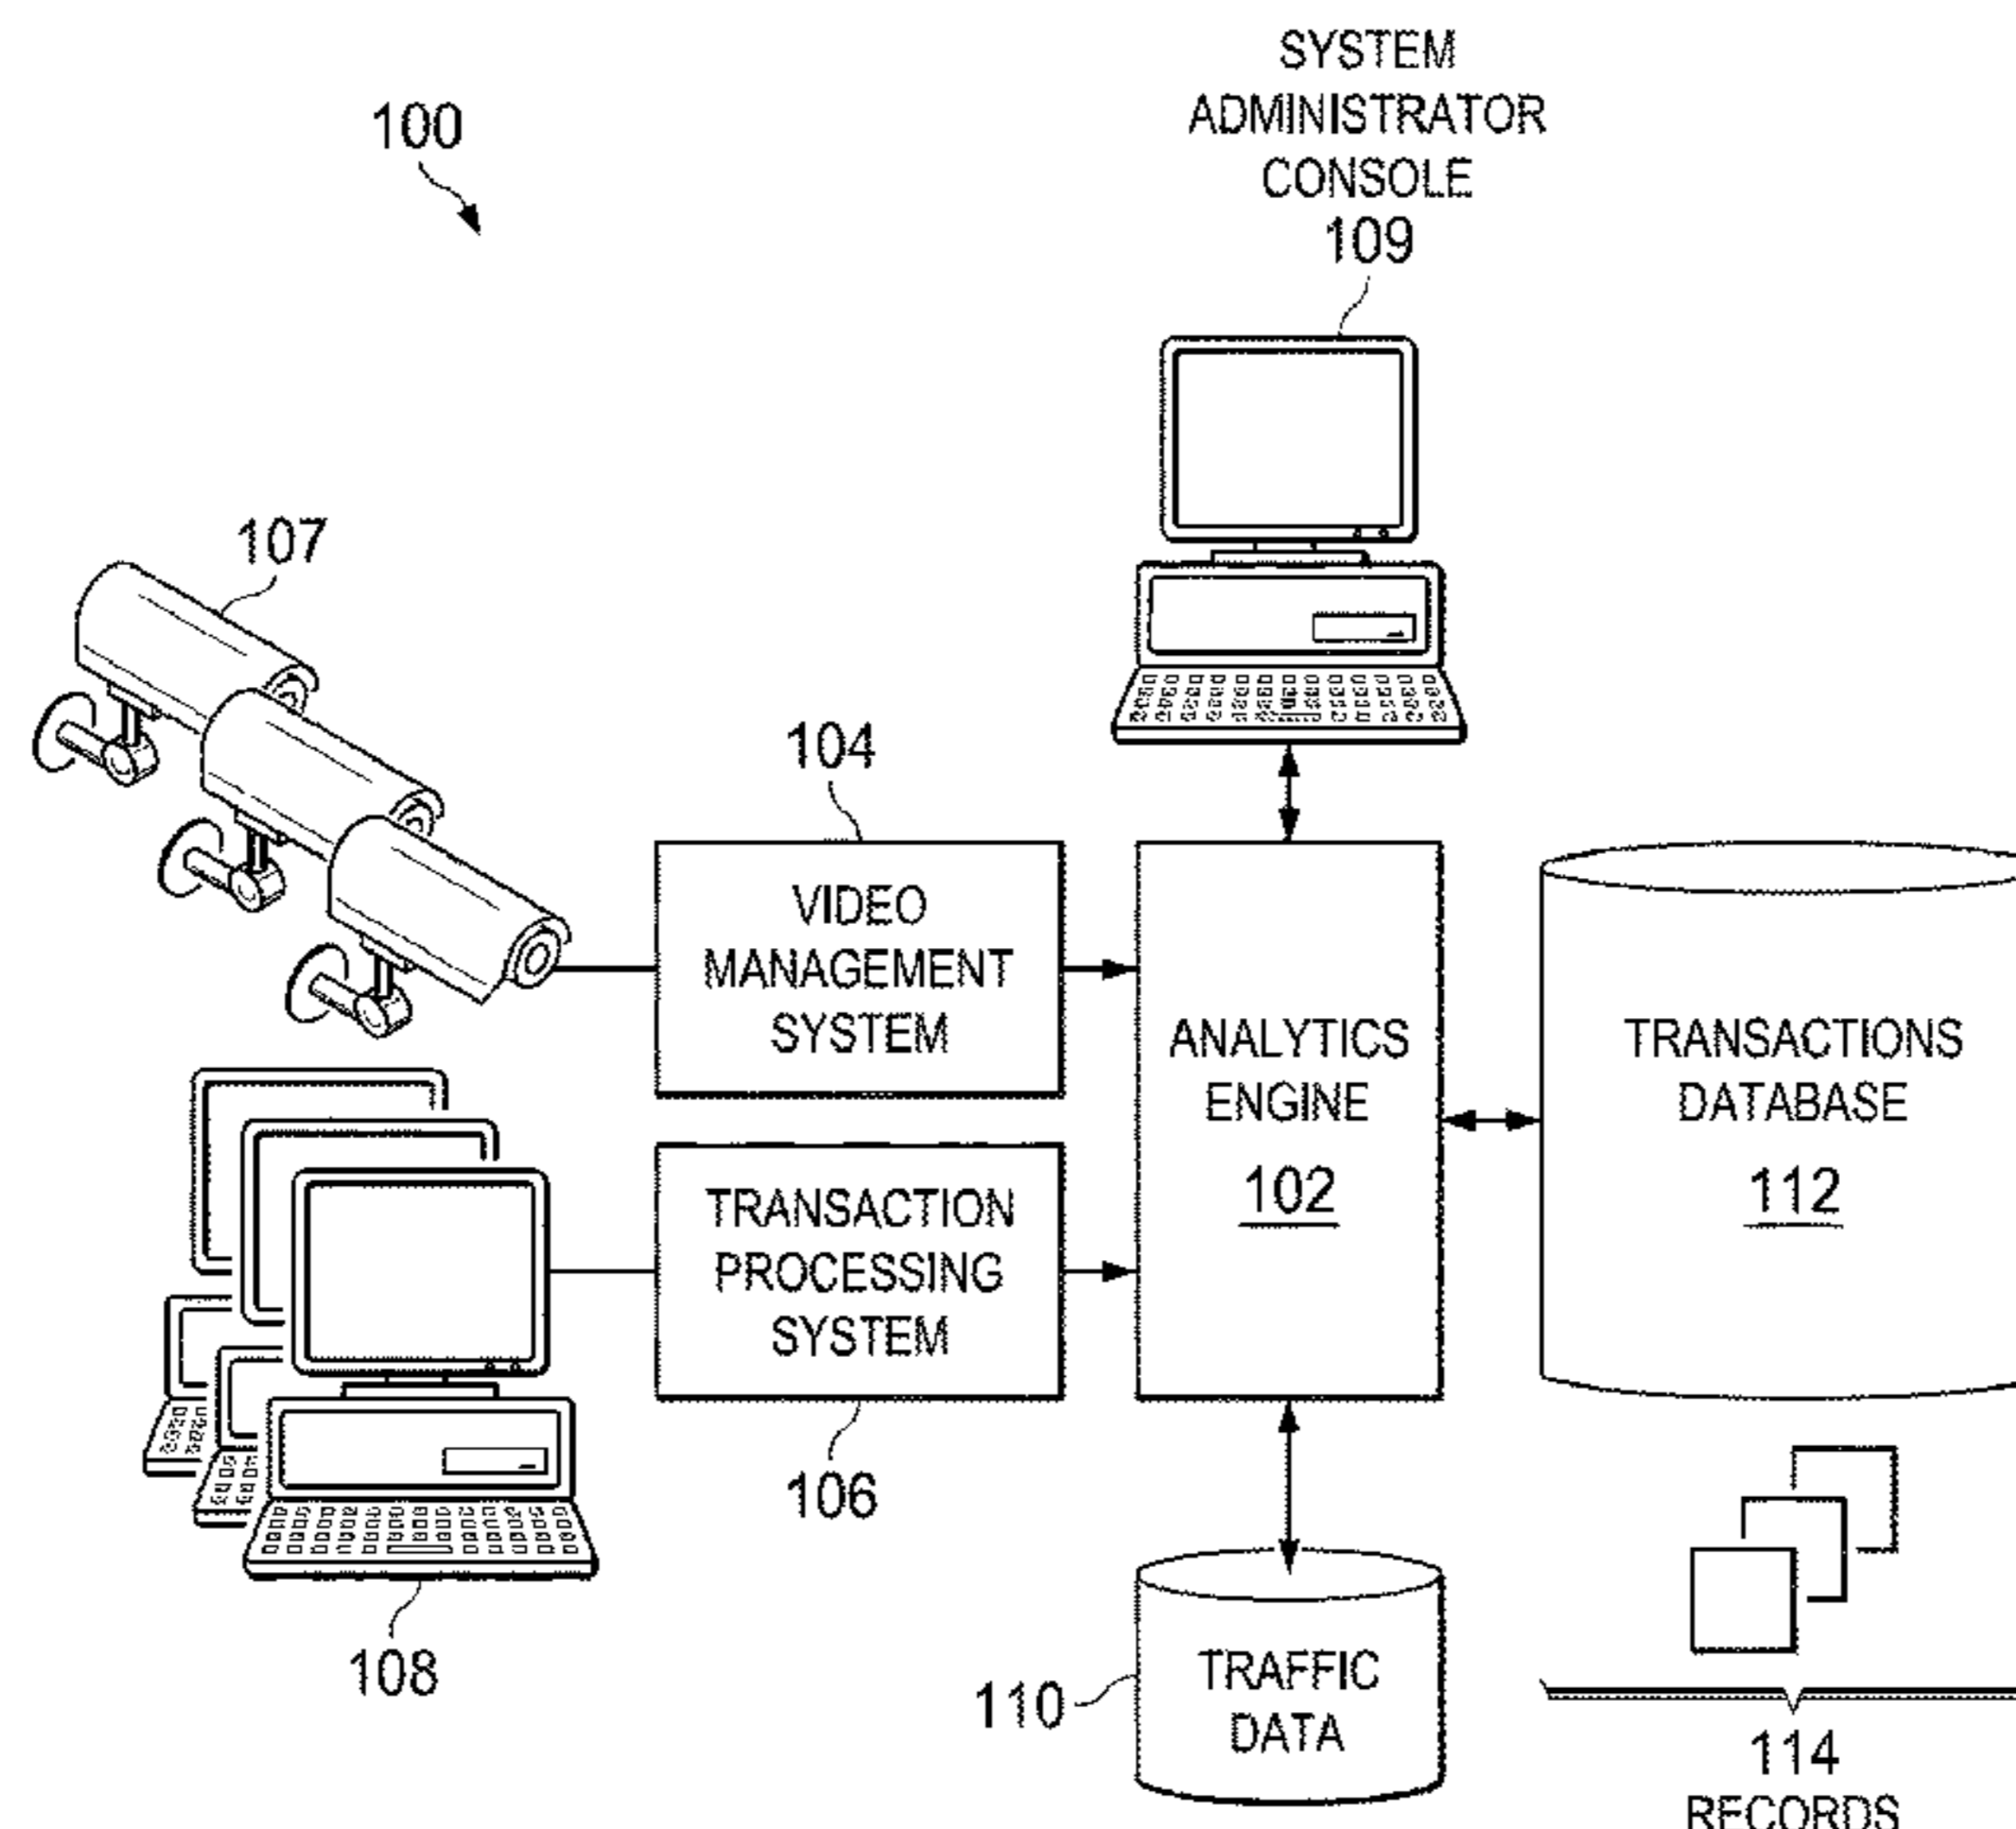 100
SYSTEM
ADMINISTRATOR
CONSOLE
109
107
104
VIDEO
MANAGEMENT
SYSTEM
ANALYTICS
ENGINE
102
TRANSACTIONS
DATABASE
112
TRANSACTION
PROCESSING
SYSTEM
106
108
110
TRAFFIC
DATA
114
RECORDS